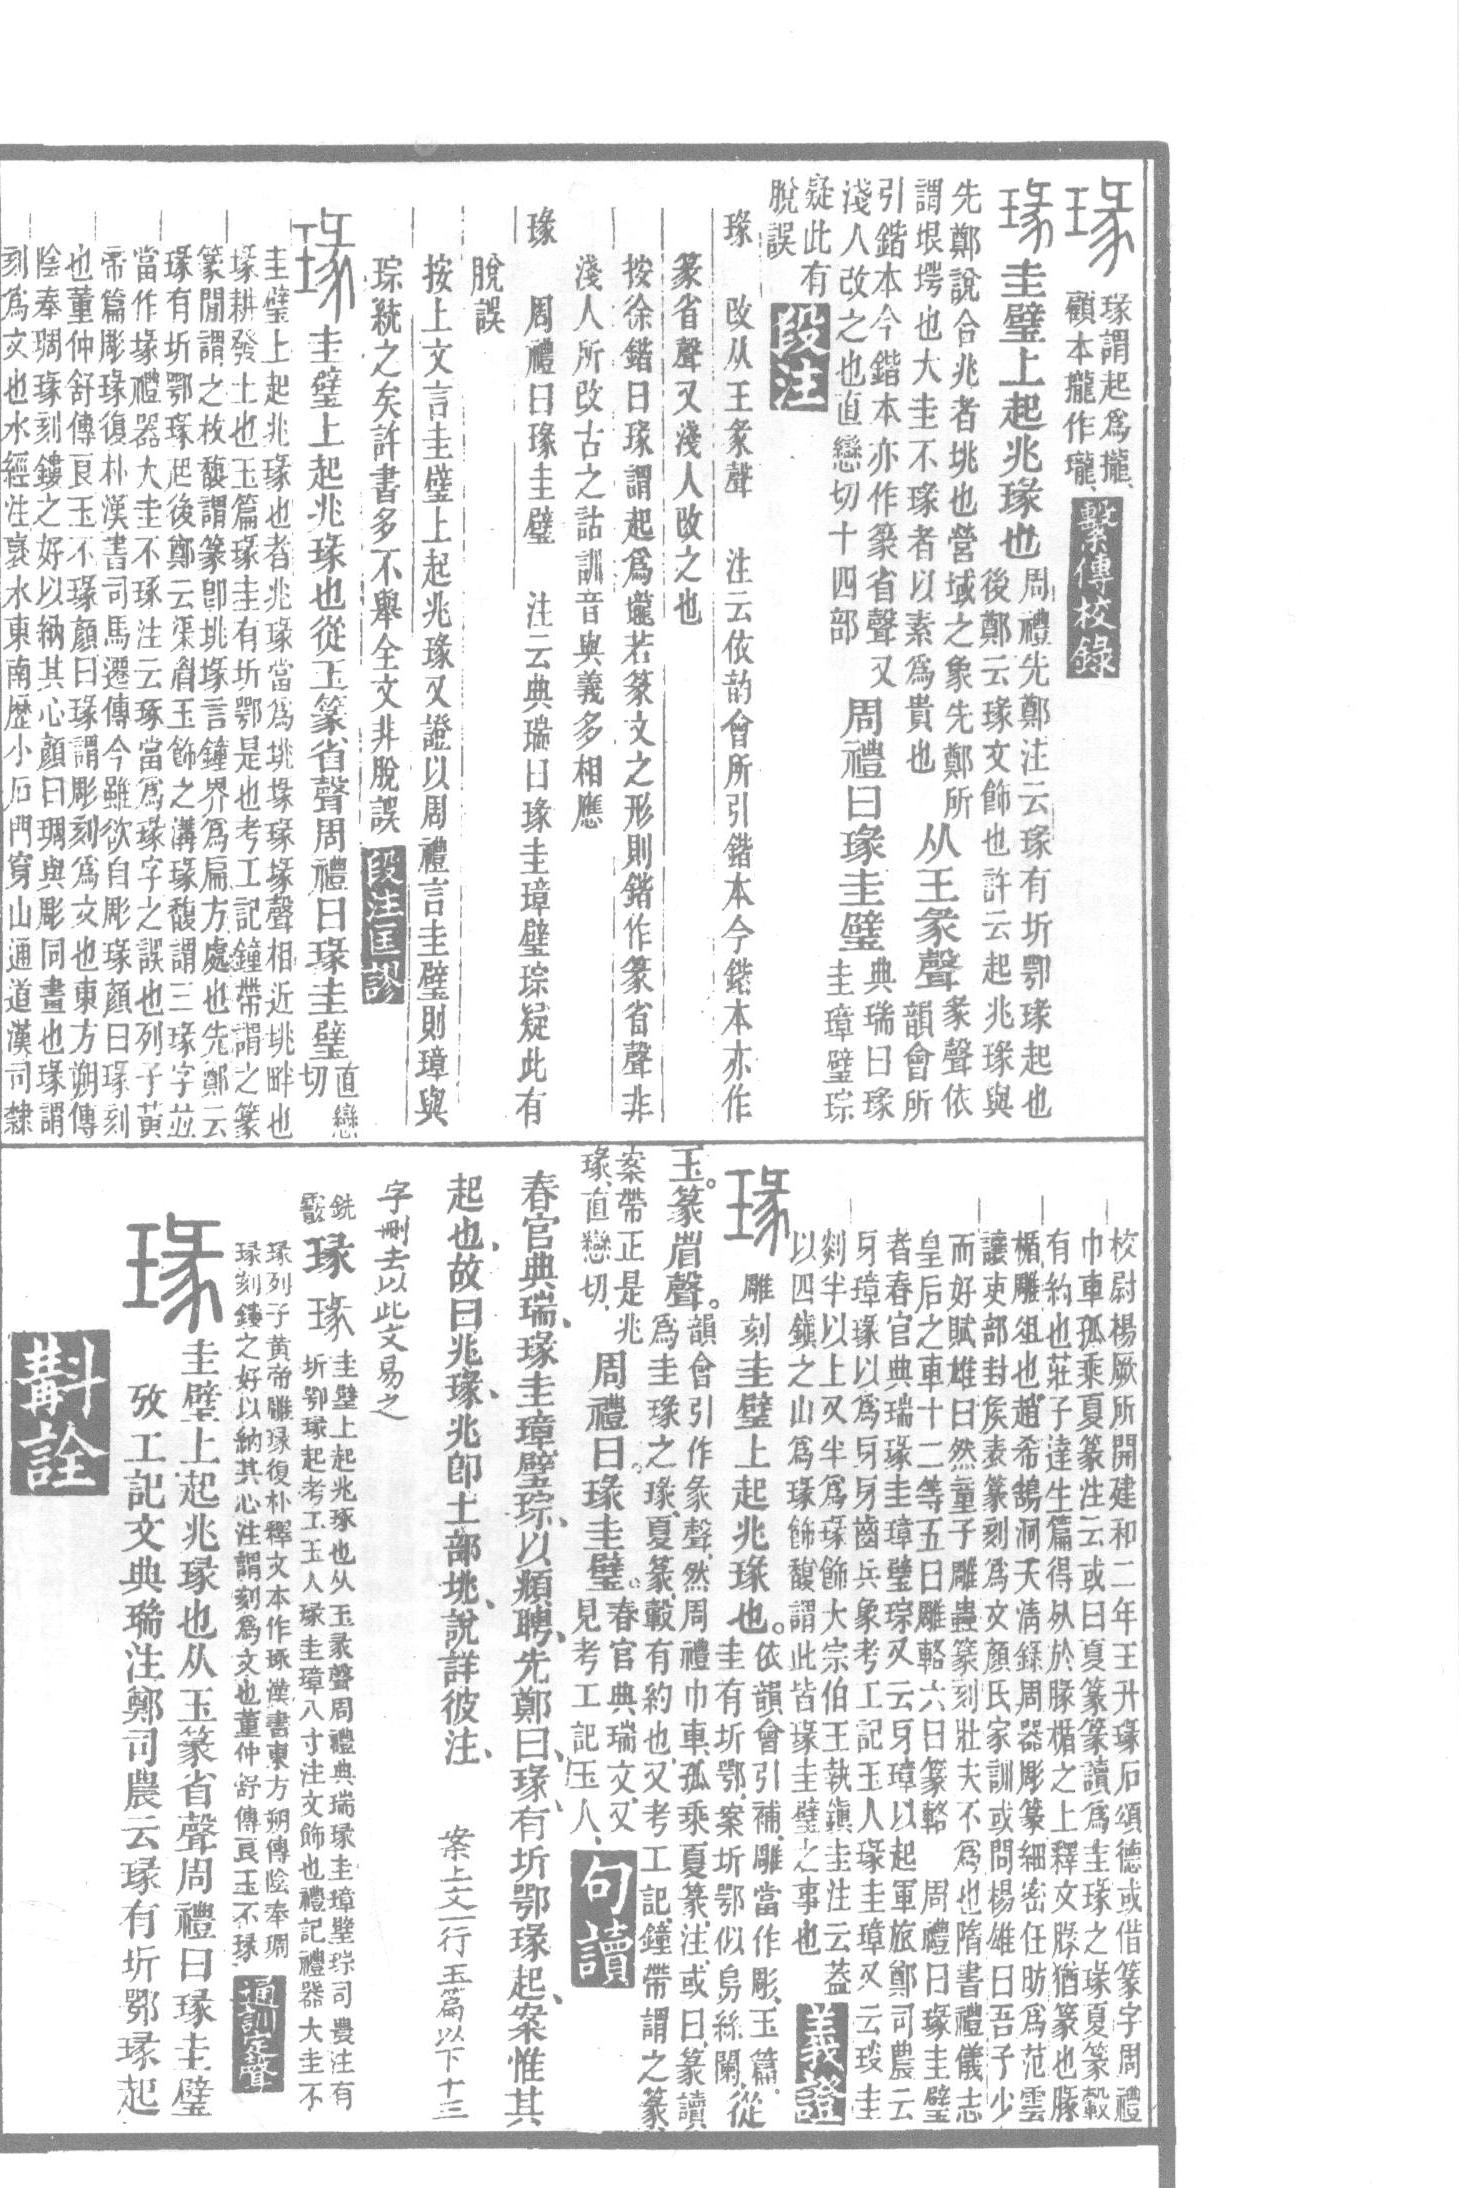 瑑
瑑謂起爲攏、
顧本攏作壠、
繫傳校錄
瑑 圭璧上起兆瑑也
周禮先鄭注云瑑有圻鄂瑑起也
後鄭云瑑文飾也許云起兆瑑與
先鄭說合兆者垗也營域之象先鄭所
謂垠堮也大圭不瑑者以素爲貴也
从王彖聲
彖聲依
韻會所
引鍇本今鍇本亦作篆省聲又
淺人改之也直戀切十四部
周禮曰瑑圭璧
典瑞曰瑑
圭璋璧琮
疑此有
脫誤
段注
瑑 改从王彖聲 注云依韵會所引鍇本今鍇本亦作
篆省聲又淺人改之也
按徐鍇曰瑑謂起爲壠若篆文之形則鍇作篆省聲非
淺人所改古之詁訓音與義多相應
瑑 周禮曰瑑圭璧 注云典瑞曰瑑圭璋璧琮疑此有
脫誤
按上文言圭璧上起兆瑑又證以周禮言圭璧則璋與
琮統之矣許書多不舉全文非脫誤
段注匡謬
瑑 圭璧上起兆瑑也從玉篆省聲周禮曰瑑圭璧
直戀
切
圭璧上起兆瑑也者兆瑑當爲垗堟瑑堟聲相近垗畔也
堟耕發土也玉篇瑑圭有圻鄂是也考工記鐘帶謂之篆
篆閒謂之枚馥謂篆卽垗堟言鐘界爲扁方處也先鄭云
瑑有圻鄂瑑起後鄭云渠眉玉飾之溝瑑馥謂三瑑字竝
當作堟禮器大圭不琢注云琢當爲瑑字之誤也列子黃
帝篇彫瑑復朴漢書司馬遷傳今雖欲自彫瑑顏曰瑑刻
也董仲舒傳良玉不瑑顏曰瑑謂彫刻爲文也東方朔傳
陰奉琱瑑刻鏤之好以納其心顏曰琱與彫同畫也瑑謂
刻爲文也水經注襄水東南歷小石門穿山通道漢司隸
校尉楊厥所開建和二年王升瑑石頌德或借篆字周禮
巾車孤乘夏篆注云或曰夏篆篆讀爲圭瑑之瑑夏篆轂
有約也莊子達生篇得夗於腞楯之上釋文腞猶篆也腞
楯雕俎也趙希鵠洞天清錄周器彫篆細密任昉爲范雲
讓吏部封侯表篆刻爲文顏氏家訓或問楊雄曰吾子少
而好賦雄曰然童子雕蟲篆刻壯夫不爲也隋書禮儀志
皇后之車十二等五曰雕輅六曰篆輅 周禮曰瑑圭璧
者春官典瑞瑑圭璋璧琮又云牙璋以起軍旅鄭司農云
牙璋瑑以爲牙牙齒兵象考工記玉人瑑圭璋又云琰圭
剡半以上又半爲瑑飾大宗伯王執鎭圭注云葢
以四鎭之山爲瑑飾馥謂此皆瑑圭璧之事也
義證
瑑 雕刻圭璧上起兆瑑也。
依韻會引補、雕當作彫、玉篇、
圭有圻鄂、案圻鄂似鳧絲闌、
從
玉。篆省聲。
韻會引作彖聲、然周禮巾車、孤乘夏篆、注、或曰、篆讀
爲圭瑑之瑑、夏篆、轂有約也、又考工記、鐘帶謂之篆、
案帶正是兆
瑑、直戀切、
周禮曰。瑑圭璧。
春官典瑞文、又
見考工記玉人、
句讀
春官典瑞、瑑圭璋璧琮、以頫聘、先鄭曰、瑑、有圻鄂瑑起、案惟其
起也、故曰兆瑑、兆卽土部垗、說詳彼注、 案上文一行玉篇以下十三
字刪去以此文易之
銑
霰
瑑 瑑
圭璧上起兆瑑也从玉彖聲周禮典瑞瑑圭璋璧琮司農注有
圻鄂瑑起考工玉人瑑圭璋八寸注文飾也禮記禮器大圭不
瑑列子黃帝雕瑑復朴釋文本作琢漢書東方朔傳陰奉琱
瑑刻鏤之好以納其心注謂刻爲文也董仲舒傳良玉不瑑
通訓定聲
瑑 圭璧上起兆瑑也从玉篆省聲周禮曰瑑圭璧
攷工記文典瑞注鄭司農云瑑有圻鄂瑑起
斠詮